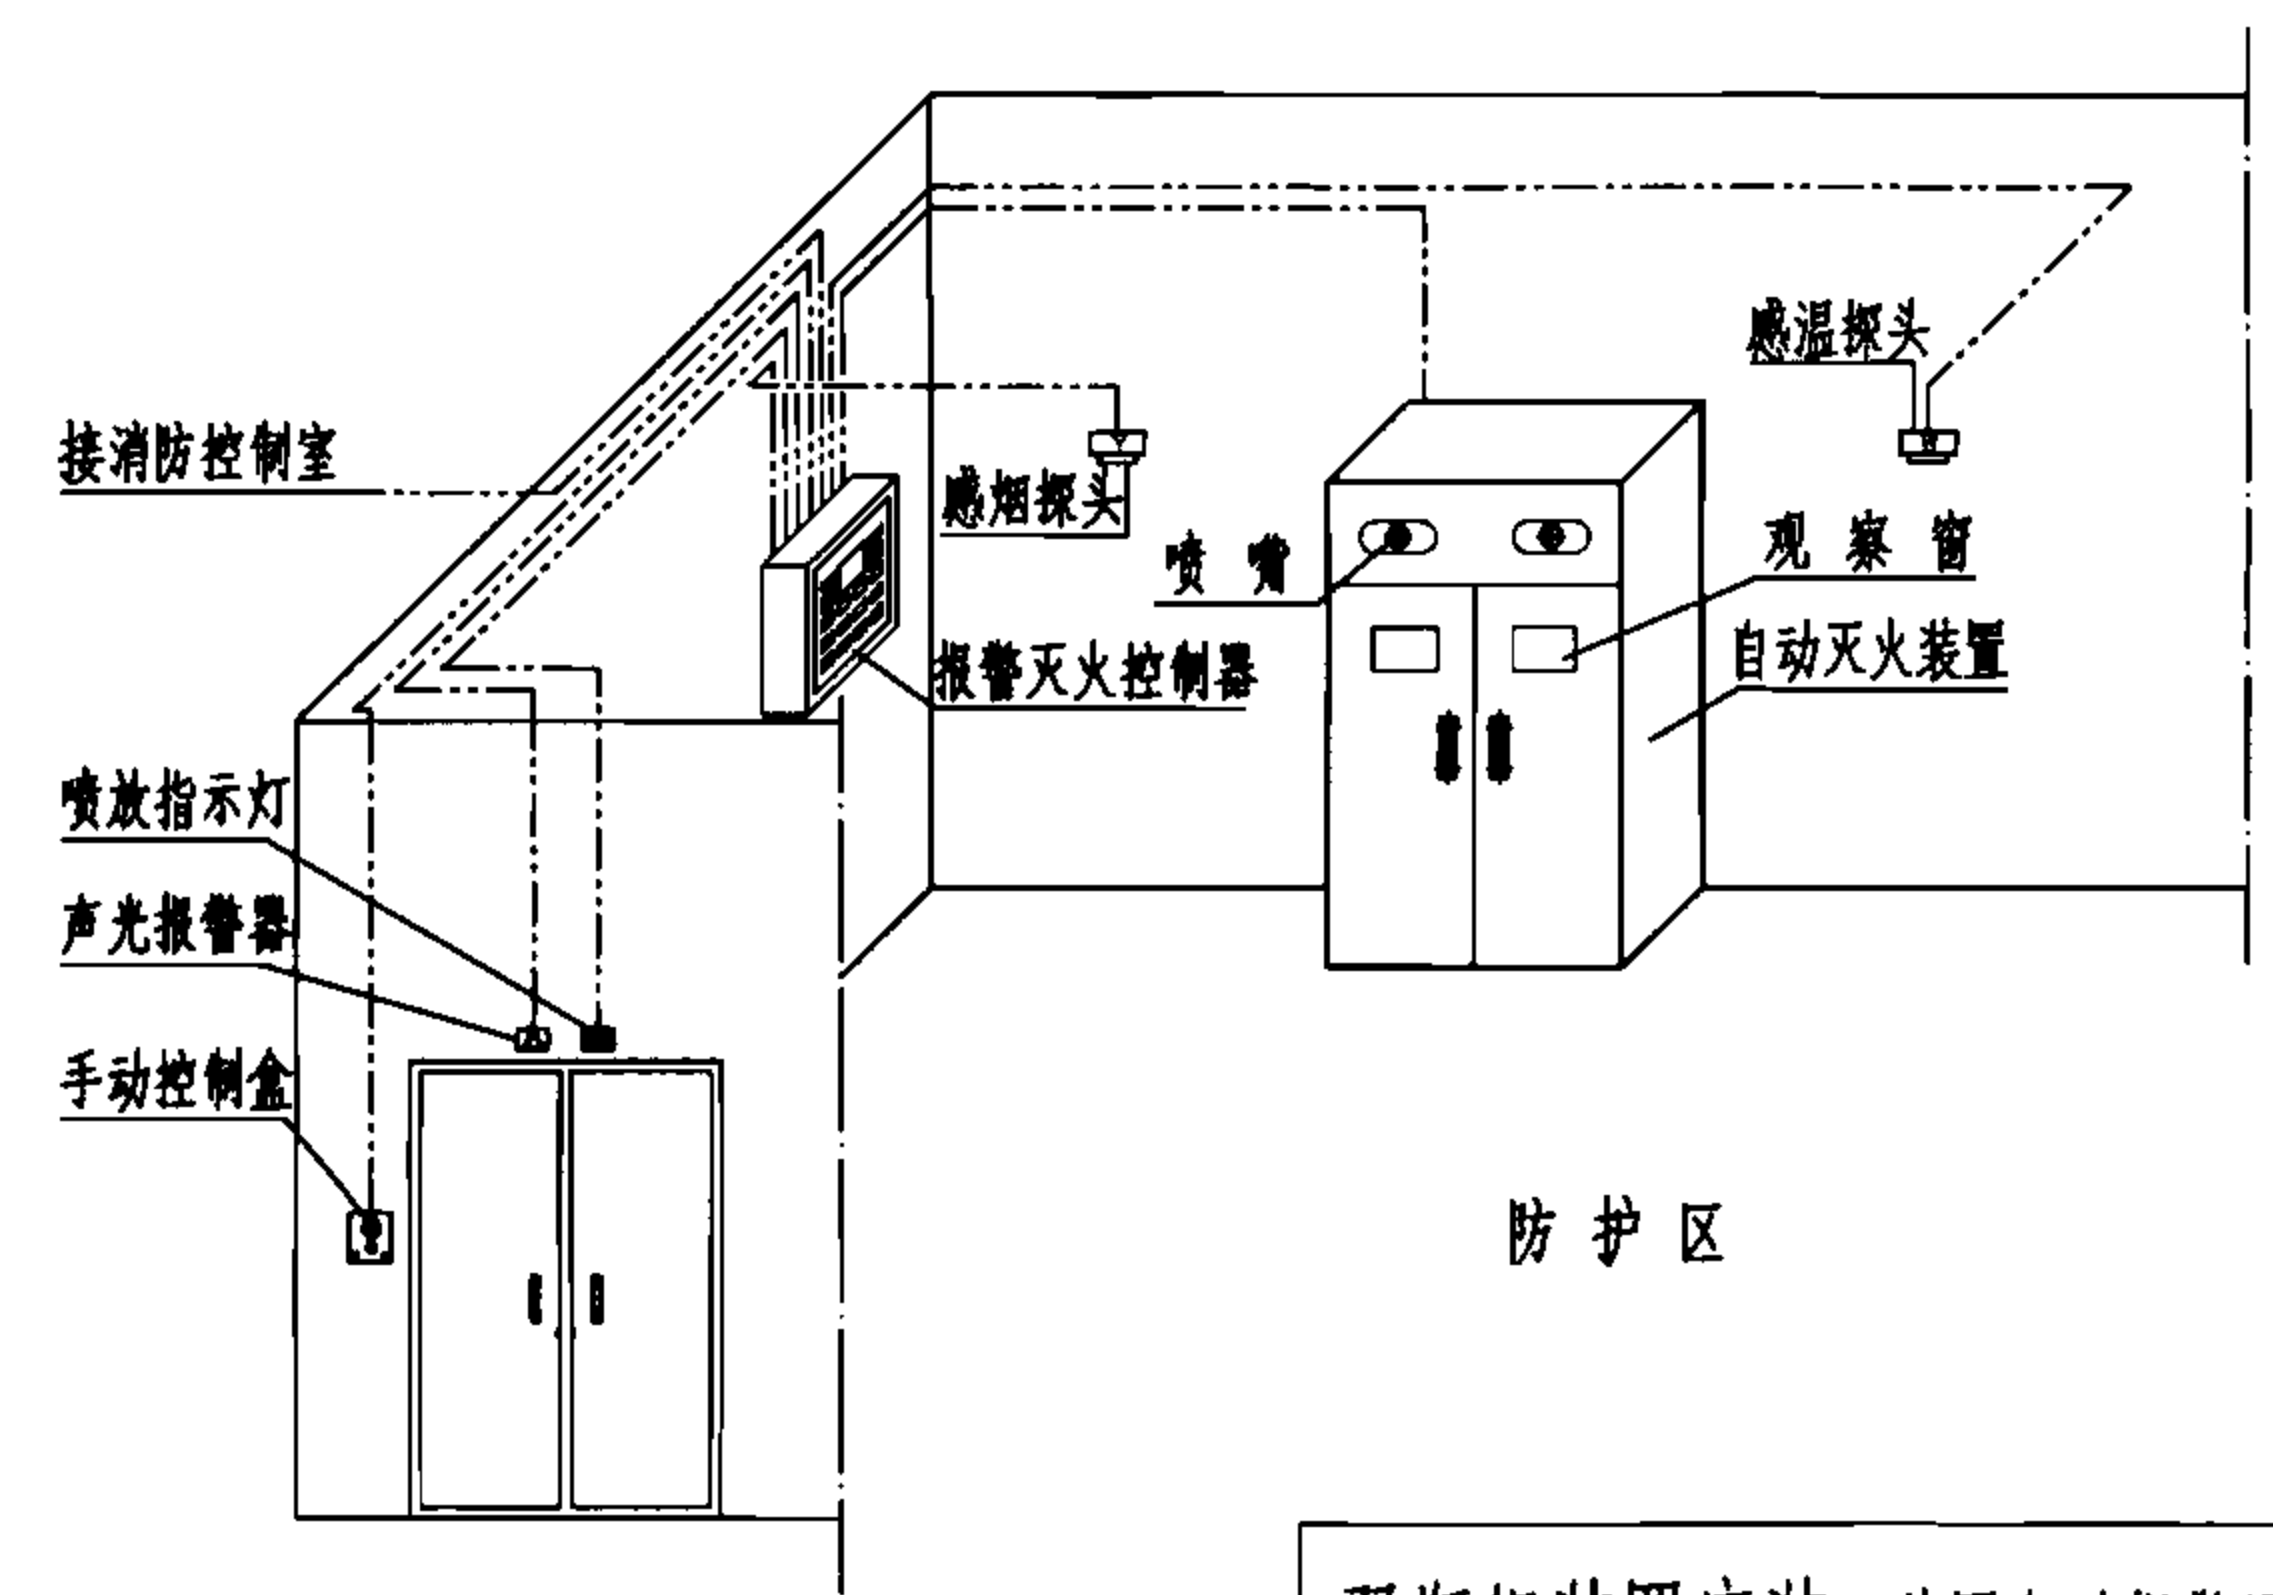 感温探头
接消防控制室
感烟探头
喷嘴
观察窗
自动灭火装置
报警灭火控制器
喷放指示灯
声光报警器
手动控制盒
防护区